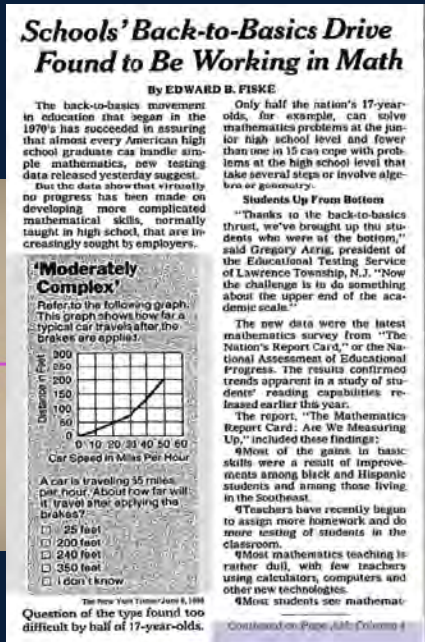 Schools' Back-to-Basics Drive
Found to Be Working in Math
By EDWARD B. FISKE
The back-to-basics movement
in education that began in the
1970's has succeeded in assuring
that almost every American high
school graduate can handle sim-
ple mathematics, new testing
data released yesterday suggest.
But the data show that virtually
no progress has been made on
developing more complicated
mathematical skills, normally
taught in high school, that are in-
creasingly sought by employers.
'Moderately
Complex'
Refer to the following graph.
This graph shows how far a
typical car travels after the
brakes are applied.
Distance in Feet
300
250
200
150
100
50
0
0 10 20 30 40 50 60
Car Speed in Miles Per Hour
A car is traveling 55 miles
per hour. About how far will
it travel after applying the
brakes?
25 feet
200 feet
240 feet
350 feet
I don't know
The New York Times/June 8, 1988
Question of the type found too
difficult by half of 17-year-olds.
Only half the nation's 17-year-
olds, for example, can solve
mathematics problems at the jun-
ior high school level and fewer
than one in 15 can cope with prob-
lems at the high school level that
take several steps or involve alge-
bra or geometry.
Students Up From Bottom
"Thanks to the back-to-basics
thrust, we've brought up the stu-
dents who were at the bottom,"
said Gregory Anrig, president of
the Educational Testing Service
of Lawrence Township, N.J. "Now
the challenge is to do something
about the upper end of the aca-
demic scale."
The new data were the latest
mathematics survey from "The
Nation's Report Card," or the Na-
tional Assessment of Educational
Progress. The results confirmed
trends apparent in a study of stu-
dents' reading capabilities re-
leased earlier this year.
The report, "The Mathematics
Report Card: Are We Measuring
Up," included these findings:
¶Most of the gains in basic
skills were a result of improve-
ments among black and Hispanic
students and among those living
in the Southeast.
¶Teachers have recently begun
to assign more homework and do
more testing of students in the
classroom.
¶Most mathematics teaching is
rather dull, with few teachers
using calculators, computers and
other new technologies.
¶Most students see mathemat-
Continued on Page Column 4